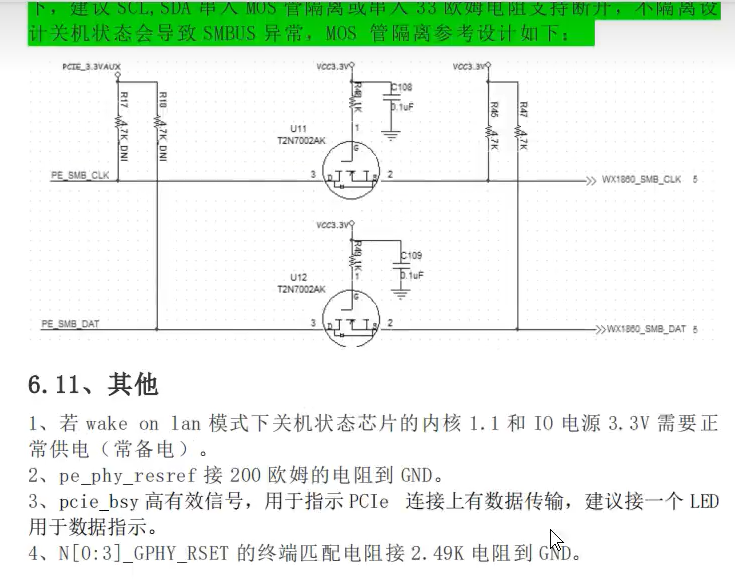 下，建议 SCL,SDA 串入 MOS 管隔离或串入 33 欧姆电阻支持断开，不隔离设
计关机状态会导致 SMBUS 异常，MOS 管隔离参考设计如下：
PCIE_3.3VAUX
VCC3.3V
VCC3.3V
R17
4.7K_DNI
R18
4.7K_DNI
R48
1K
C108
0.1uF
R46
4.7K
R47
4.7K
U11
T2N7002AK
1
G
PE_SMB_CLK
3
D
S
2
WX1860_SMB_CLK 5
VCC3.3V
R49
1K
C109
0.1uF
U12
T2N7002AK
1
G
PE_SMB_DAT
3
D
S
2
WX1860_SMB_DAT 5
6.11、其他
1、若 wake on lan 模式下关机状态芯片的内核 1.1 和 IO 电源 3.3V 需要正
常供电（常备电）。
2、pe_phy_resref 接 200 欧姆的电阻到 GND。
3、pcie_bsy 高有效信号，用于指示 PCIe 连接上有数据传输，建议接一个 LED
用于数据指示。
4、N[0:3]_GPHY_RSET 的终端匹配电阻接 2.49K 电阻到 GND。